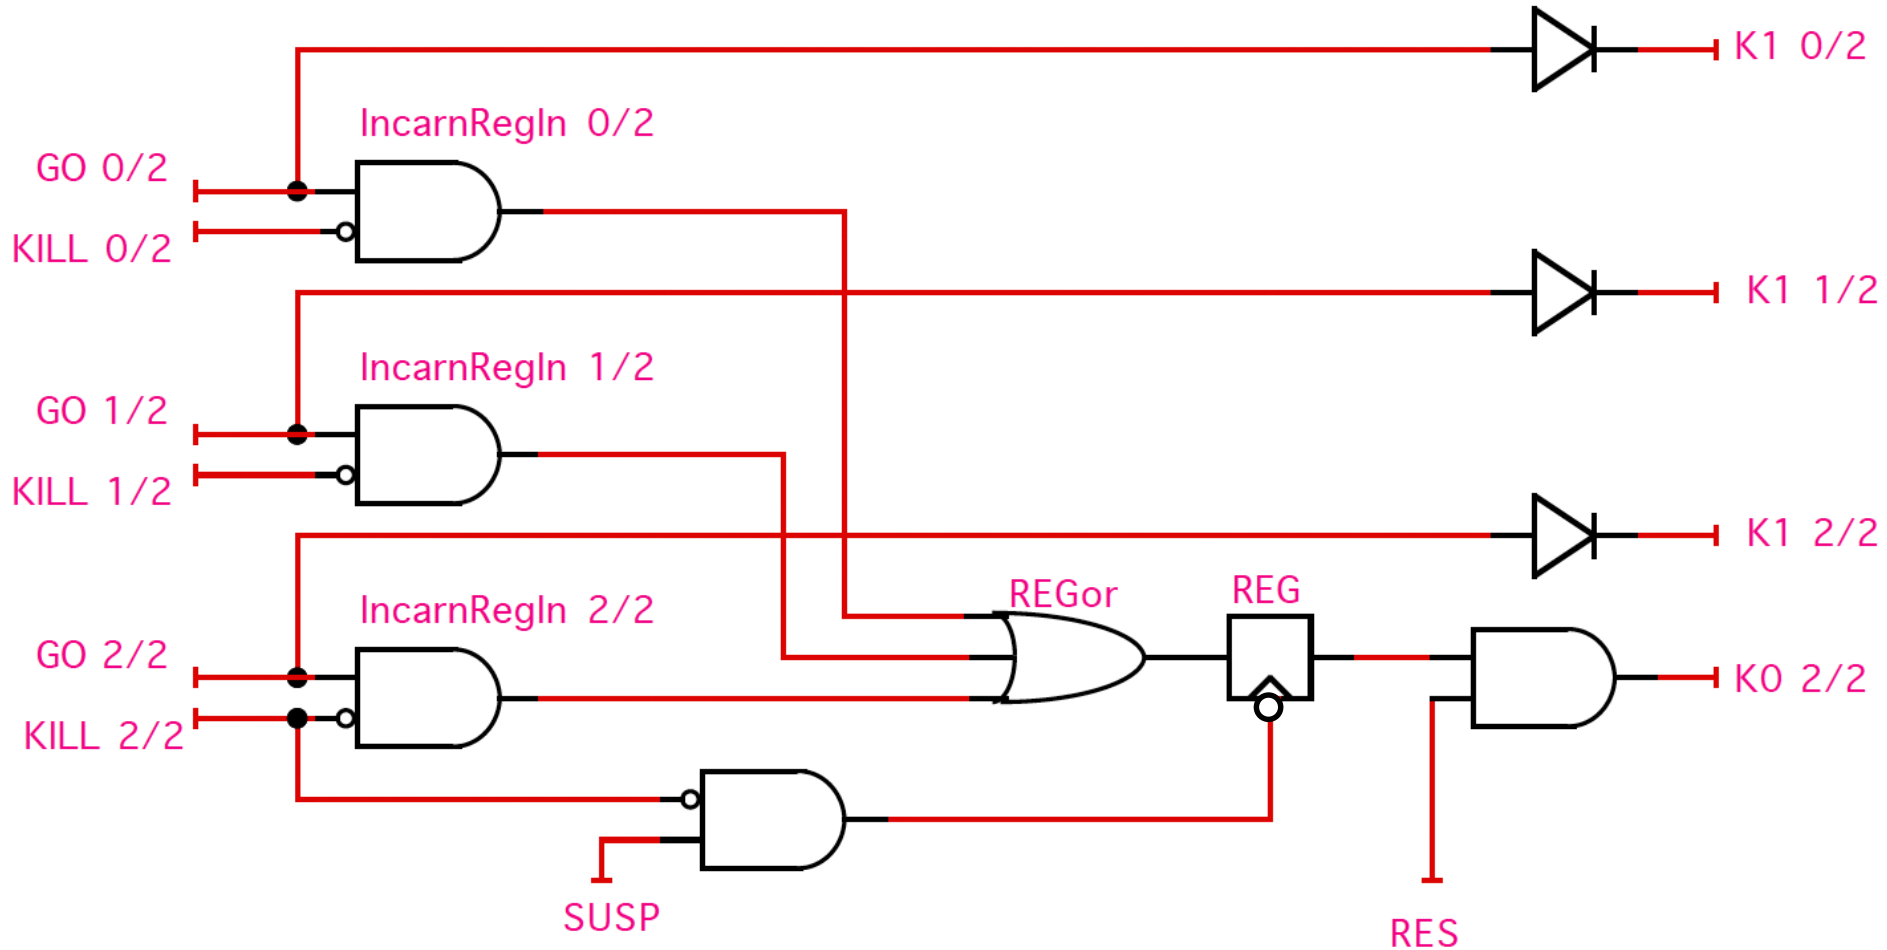 K1 0/2
IncarnRegIn 0/2
GO 0/2
KILL 0/2
K1 1/2
IncarnRegIn 1/2
GO 1/2
KILL 1/2
K1 2/2
IncarnRegIn 2/2
REGor
REG
GO 2/2
K0 2/2
KILL 2/2
SUSP
RES